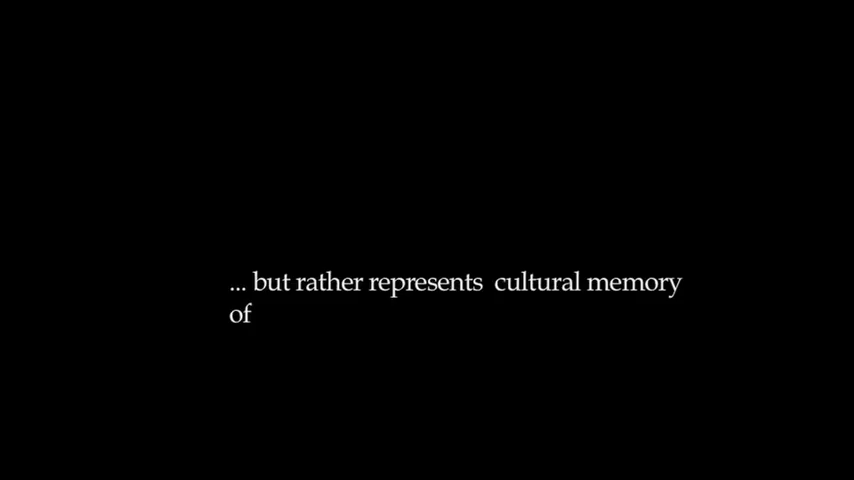 ... but rather represents  cultural memory
of